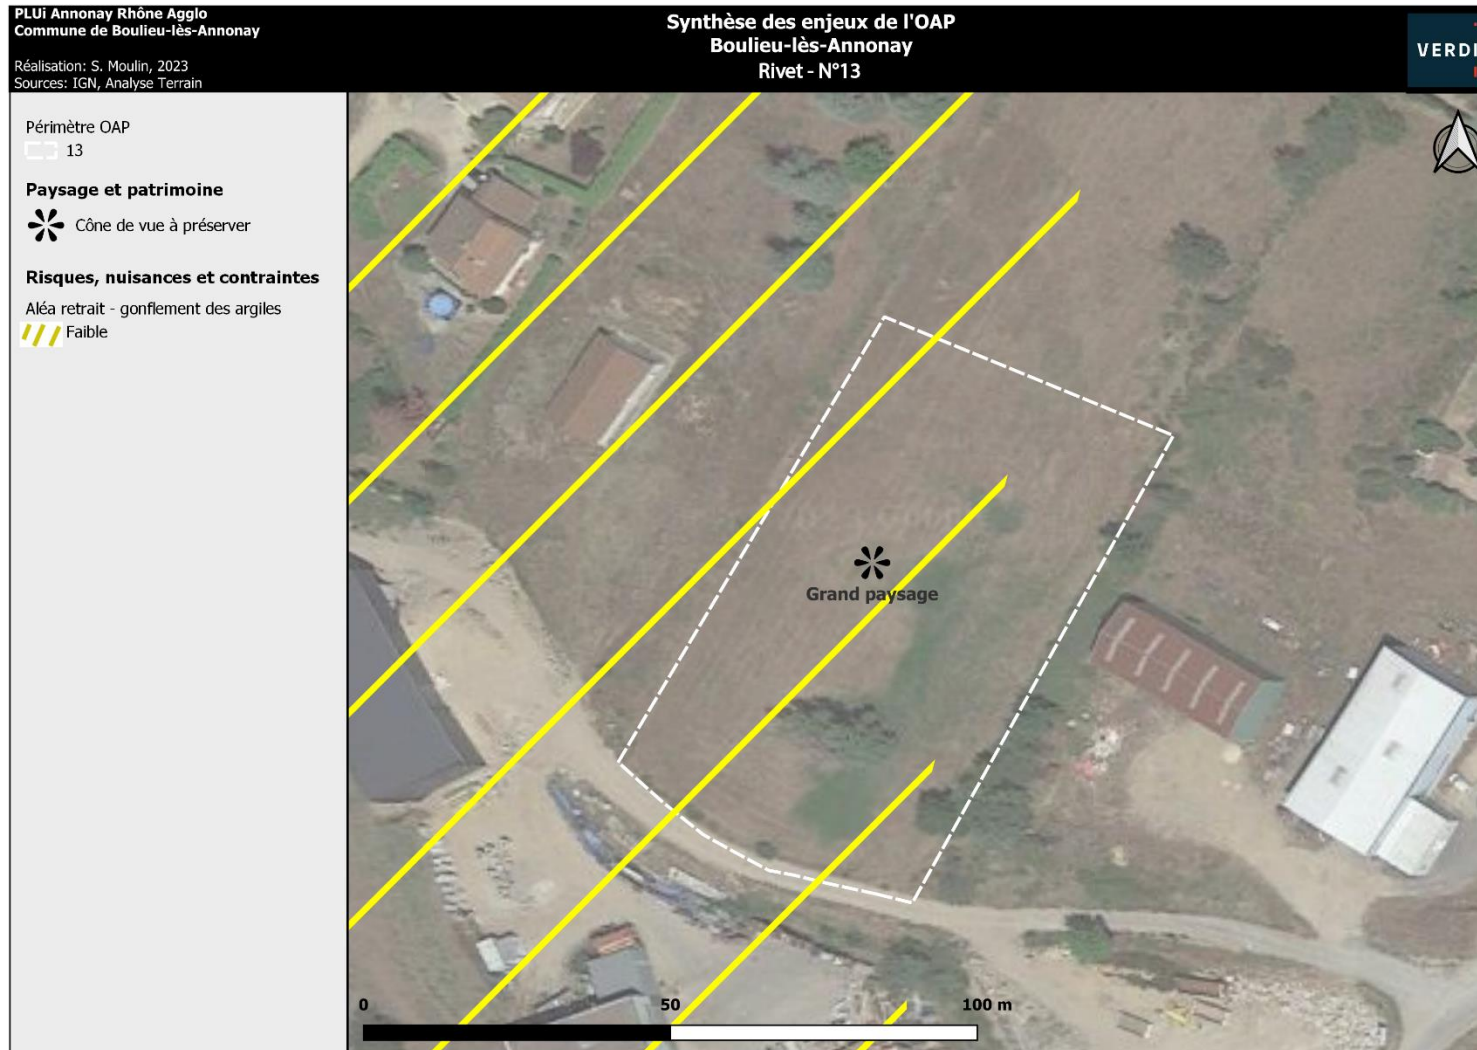 PLUi Annonay Rhône Agglo
Commune de Boulieu-lès-Annonay
Réalisation: S. Moulin, 2023
Sources: IGN, Analyse Terrain
Synthèse des enjeux de l'OAP
Boulieu-lès-Annonay
Rivet - N°13
Périmètre OAP
13
Paysage et patrimoine
Cône de vue à préserver
Risques, nuisances et contraintes
Aléa retrait - gonflement des argiles
Faible
Grand paysage
0 50 100 m